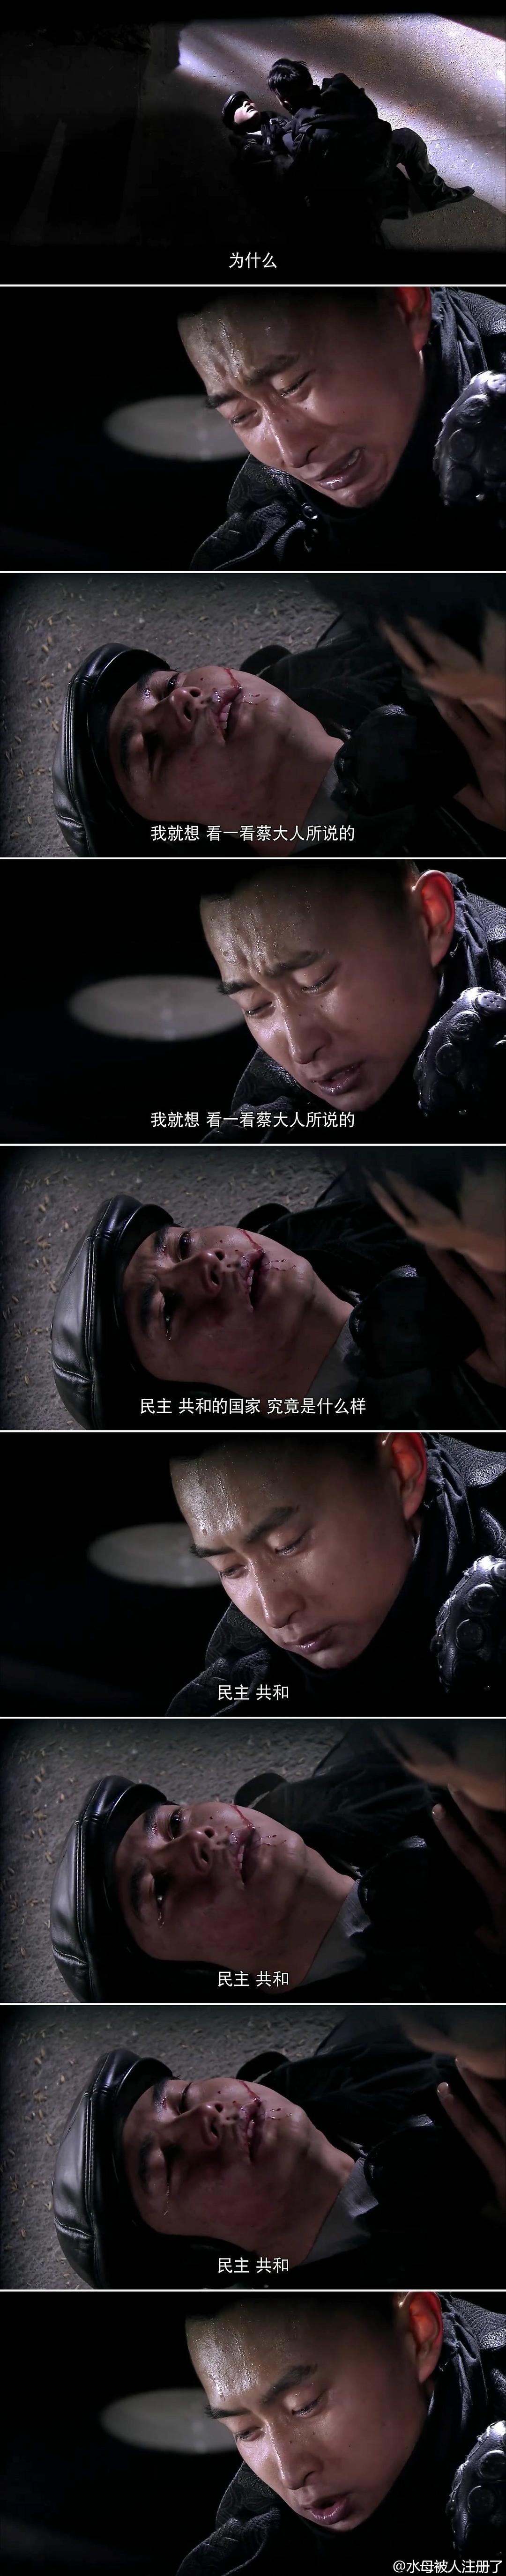 为什么
我就想 看一看蔡大人所说的
我就想 看一看蔡大人所说的
民主 共和的国家 究竟是什么样
民主 共和
民主 共和
民主 共和
@水母被人注册了